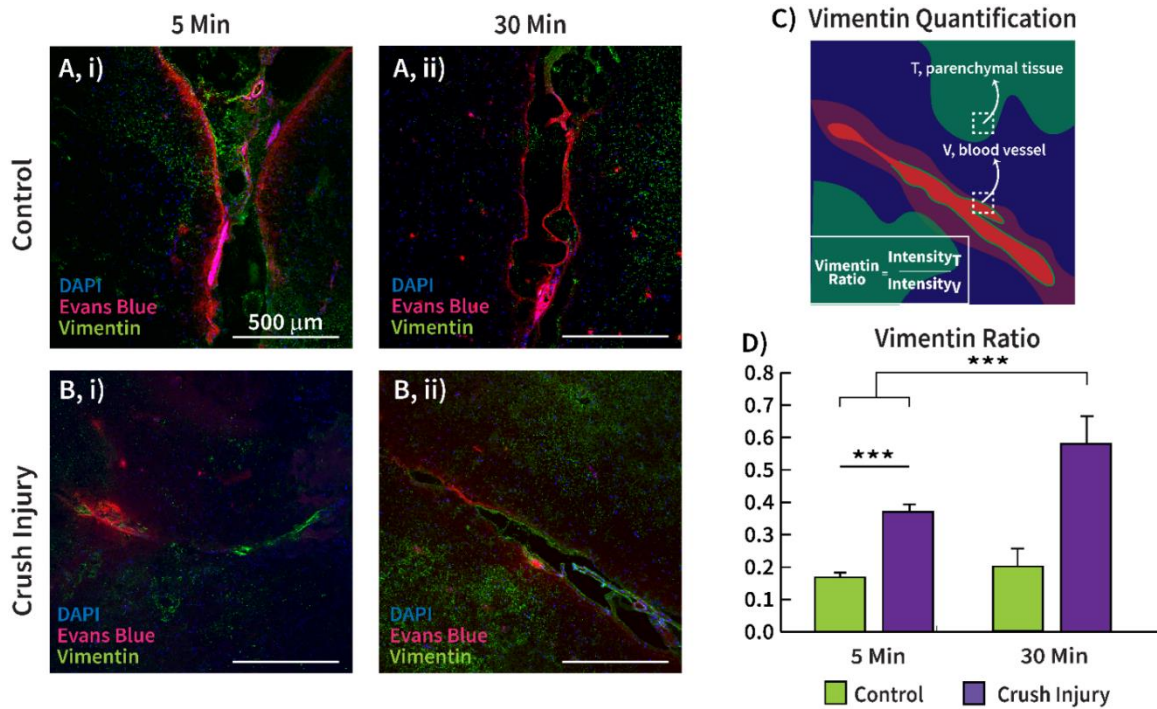 5 Min
30 Min
Control
Crush Injury
A, i)
DAPI
Evans Blue
Vimentin
500 μm
A, ii)
DAPI
Evans Blue
Vimentin
B, i)
DAPI
Evans Blue
Vimentin
B, ii)
DAPI
Evans Blue
Vimentin
C) Vimentin Quantification
T, parenchymal tissue
V, blood vessel
Vimentin Ratio = IntensityT / IntensityV
D) Vimentin Ratio
***
***
0.8
0.7
0.6
0.5
0.4
0.3
0.2
0.1
0.0
5 Min
30 Min
Control
Crush Injury